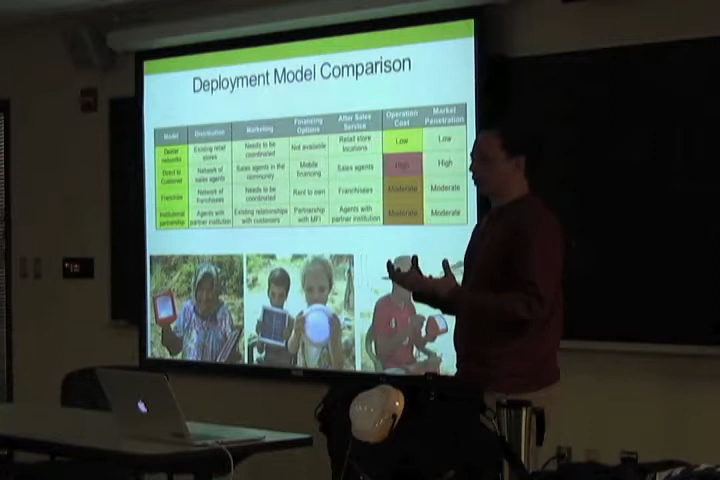 Deployment Model Comparison
Model Distribution Marketing Financing Options After Sales Service Operation Cost Market Penetration
Dealer networks Existing retail stores Needs to be coordinated Not available Retail store locations Low Low
Direct to Customer Network of sales agents Sales agents in the community Mobile financing Sales agents High High
Franchise Network of franchisees Needs to be coordinated Rent to own Franchisees Moderate Moderate
Institutional partnership Agents with partner institution Existing relationships with customers Partnership with MFI Agents with partner institution Moderate Moderate